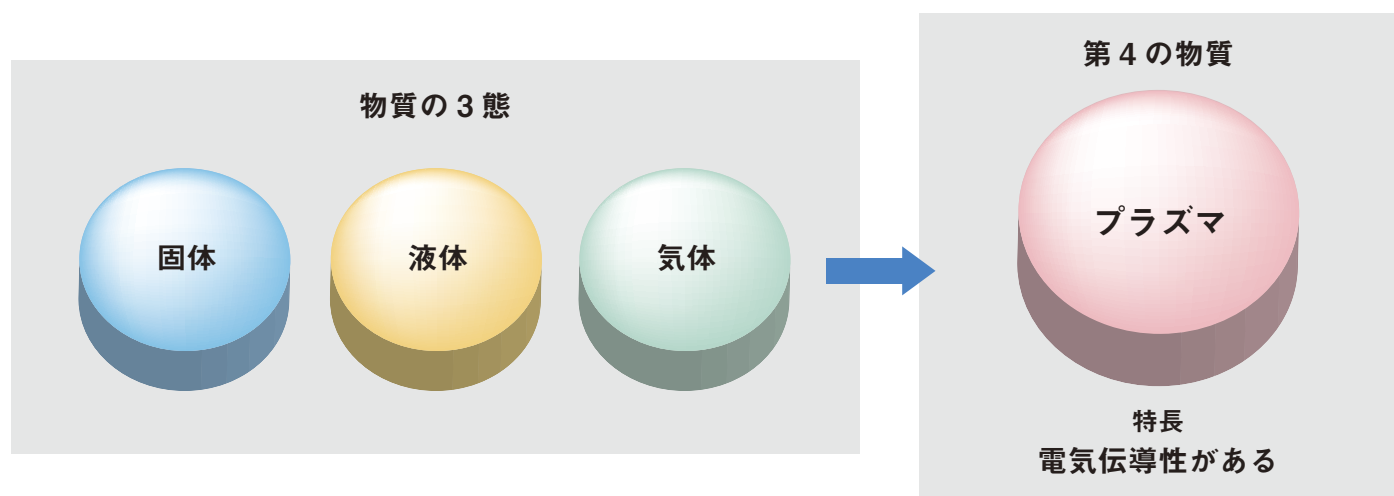 物質の３態
固体
液体
気体
第４の物質
プラズマ
特長
電気伝導性がある